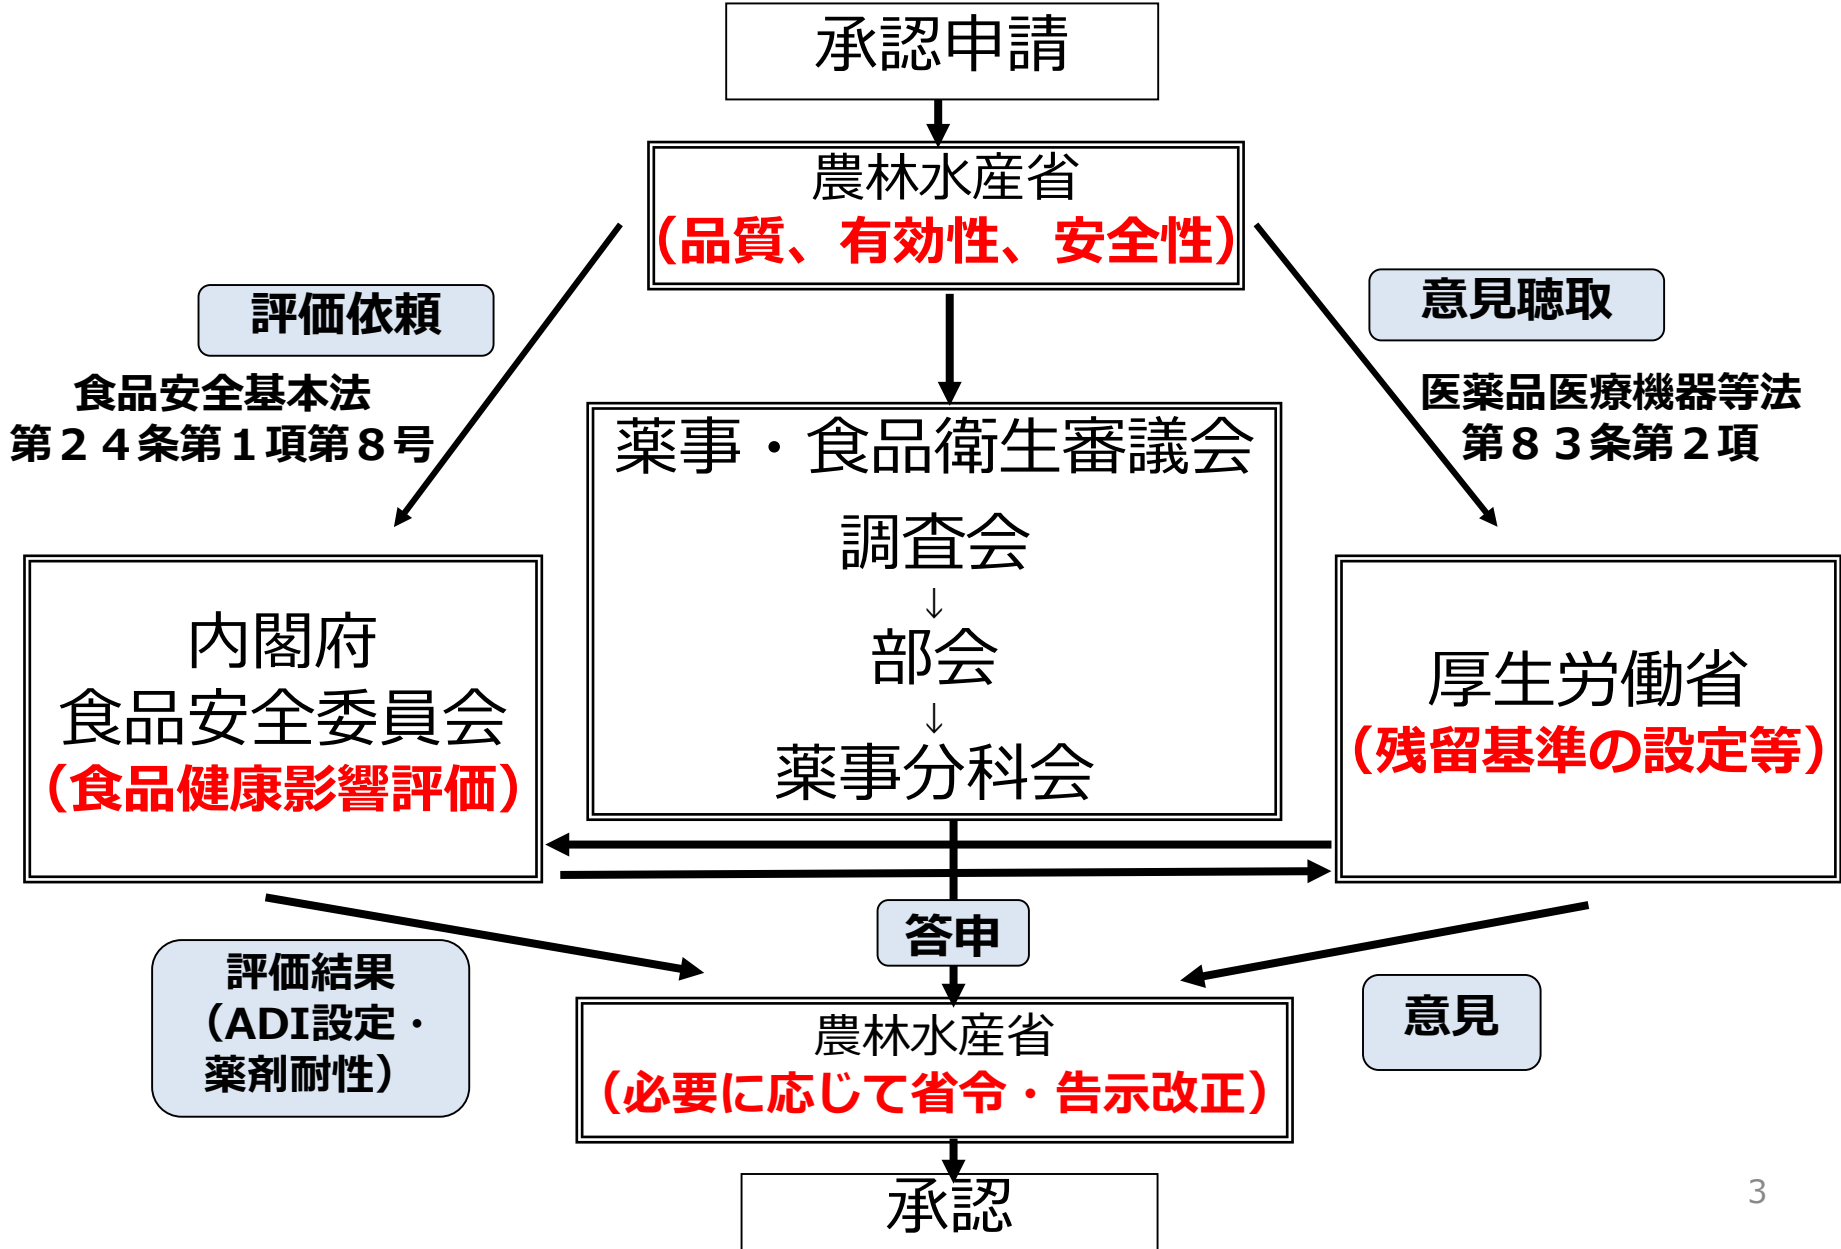 承認申請
農林水産省
（品質、有効性、安全性）
評価依頼
食品安全基本法
第２４条第１項第８号
意見聴取
医薬品医療機器等法
第８３条第２項
薬事・食品衛生審議会
調査会
↓
部会
↓
薬事分科会
内閣府
食品安全委員会
（食品健康影響評価）
厚生労働省
（残留基準の設定等）
答申
評価結果
（ADI設定・
薬剤耐性）
意見
農林水産省
（必要に応じて省令・告示改正）
承認
3